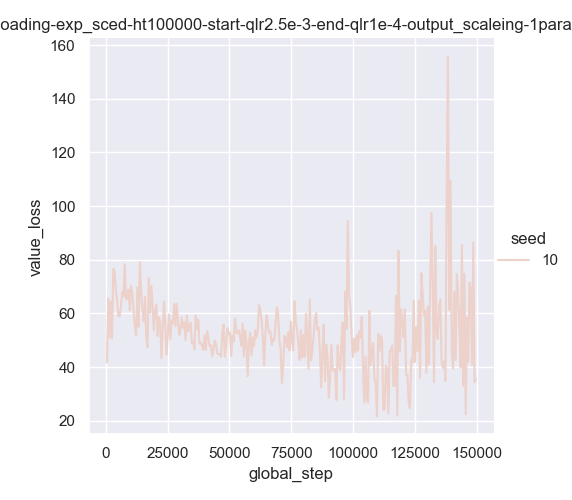 oading-exp_sced-ht100000-start-qlr2.5e-3-end-qlr1e-4-output_scaleing-1para
160
140
120
100
80
60
40
20
value_loss
0 25000 50000 75000 100000 125000 150000
global_step
seed
10